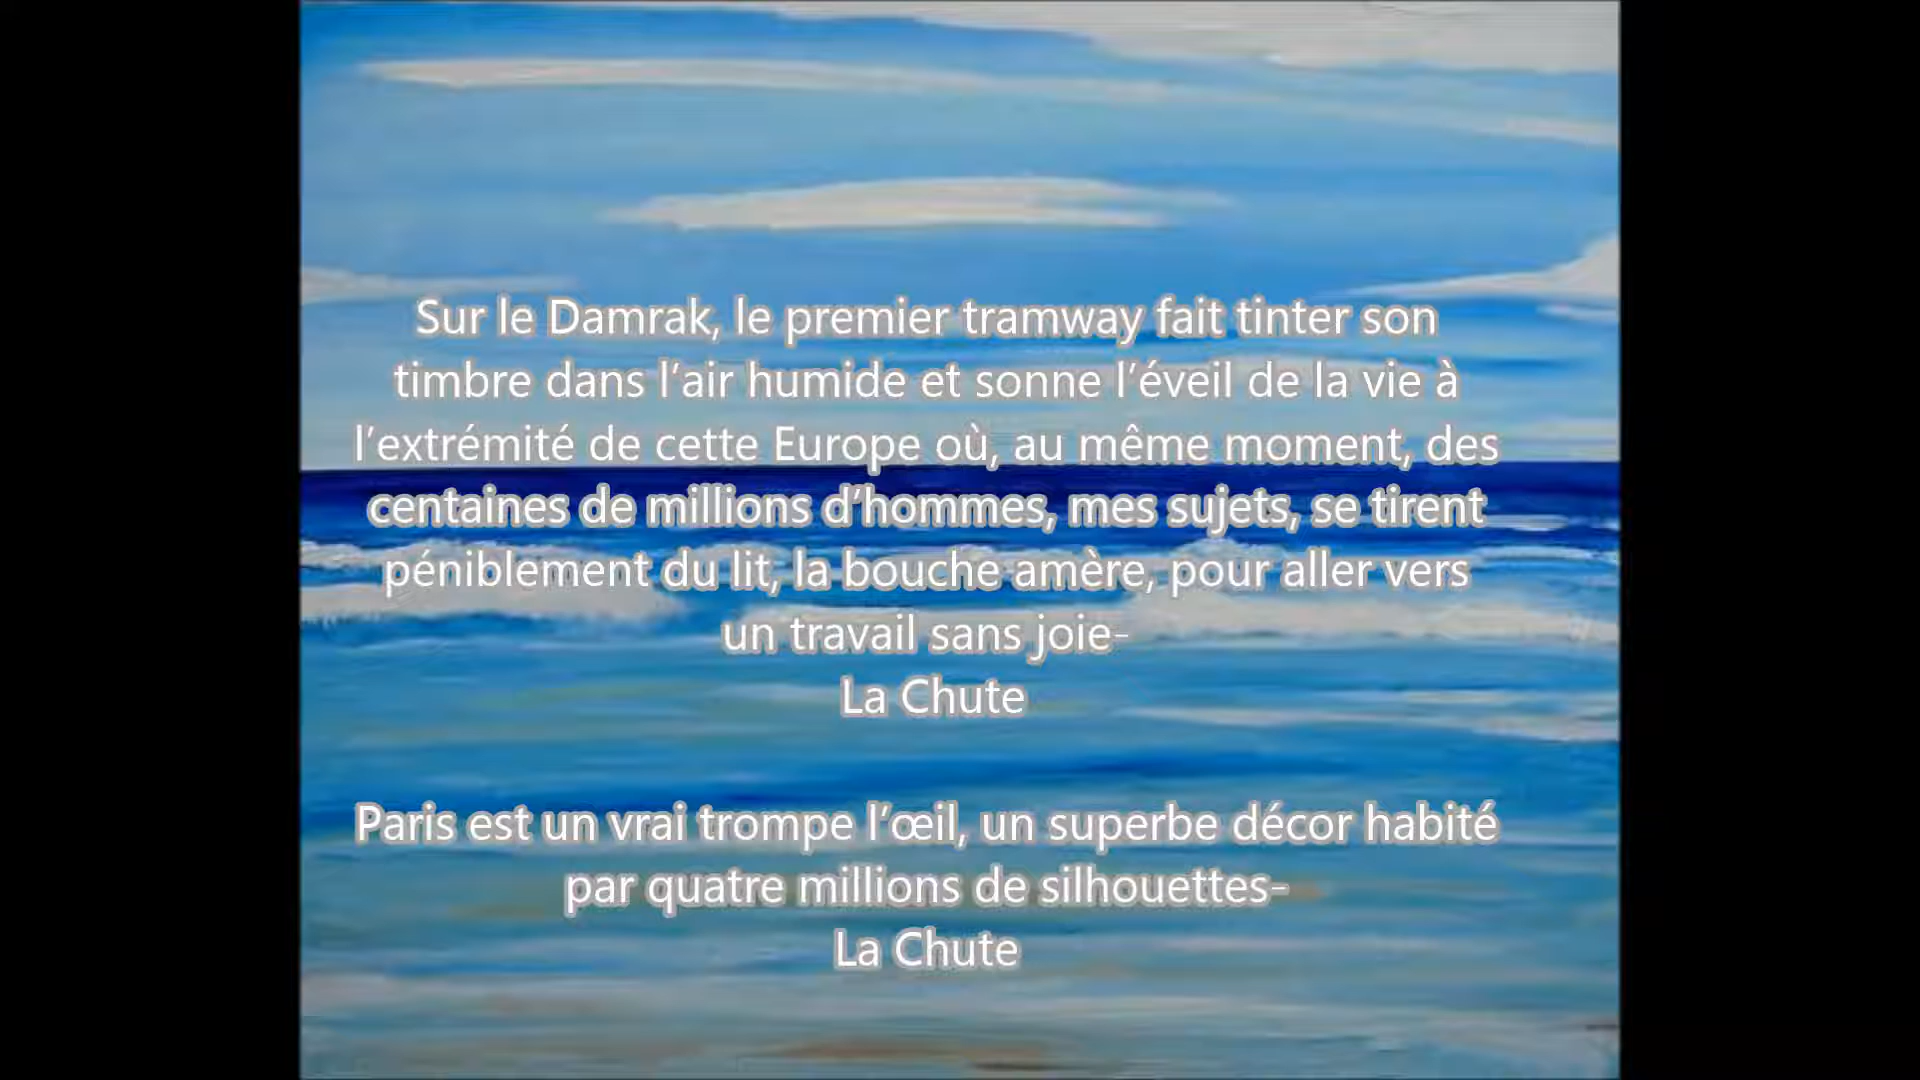 Sur le Damrak, le premier tramway fait tinter son
timbre dans l’air humide et sonne l’éveil de la vie à
l’extrémité de cette Europe où, au même moment, des
centaines de millions d’hommes, mes sujets, se tirent
péniblement du lit, la bouche amère, pour aller vers
un travail sans joie-
La Chute
Paris est un vrai trompe l’œil, un superbe décor habité
par quatre millions de silhouettes-
La Chute